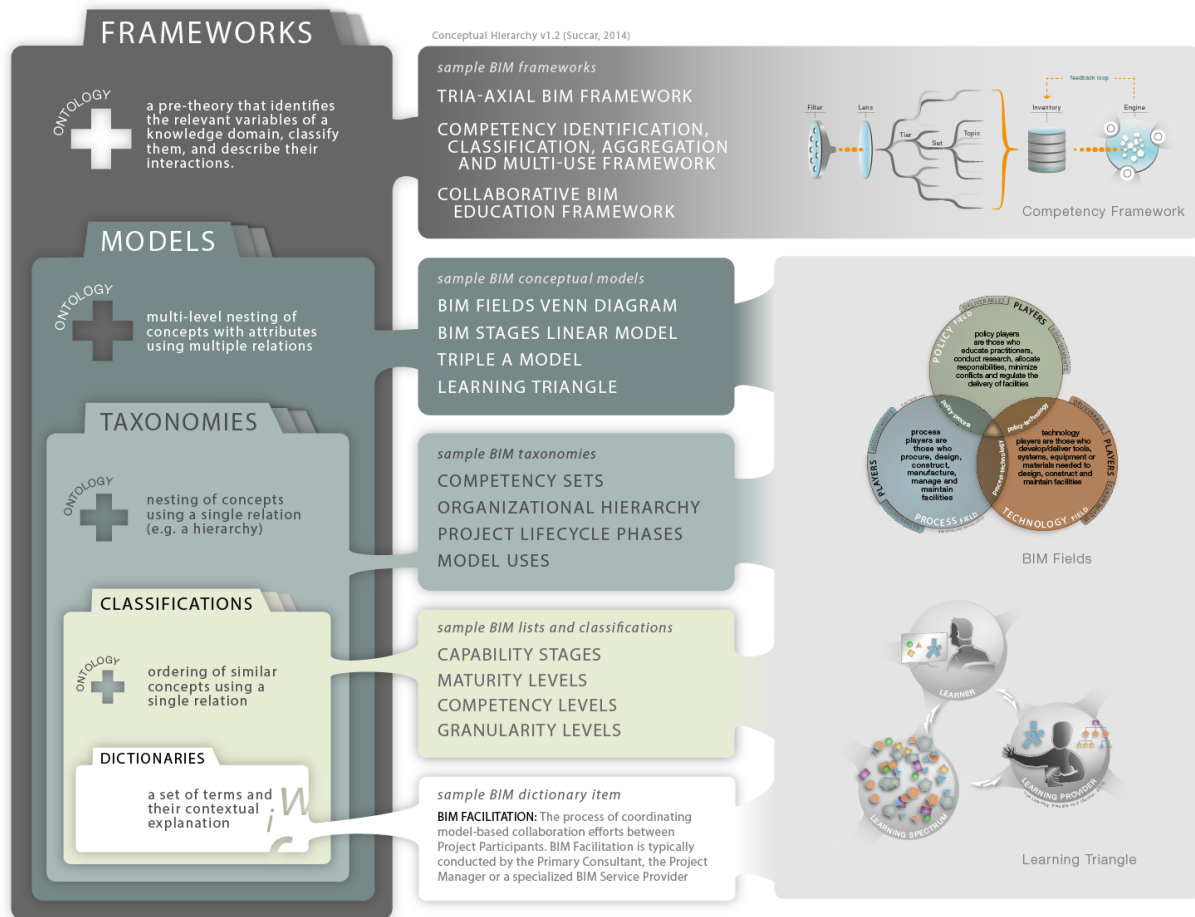 FRAMEWORKS
ONTOLOGY
a pre-theory that identifies
the relevant variables of a
knowledge domain, classify
them, and describe their
interactions.
MODELS
ONTOLOGY
multi-level nesting of
concepts with attributes
using multiple relations
TAXONOMIES
ONTOLOGY
nesting of concepts
using a single relation
(e.g. a hierarchy)
CLASSIFICATIONS
ONTOLOGY
ordering of similar
concepts using a
single relation
DICTIONARIES
a set of terms and
their contextual
explanation
Conceptual Hierarchy v1.2 (Succar, 2014)
sample BIM frameworks
TRIA-AXIAL BIM FRAMEWORK
COMPETENCY IDENTIFICATION,
CLASSIFICATION, AGGREGATION
AND MULTI-USE FRAMEWORK
COLLABORATIVE BIM
EDUCATION FRAMEWORK
feedback loop
Filter
Lens
Tier
Set
Topic
Inventory
Engine
Competency Framework
sample BIM conceptual models
BIM FIELDS VENN DIAGRAM
BIM STAGES LINEAR MODEL
TRIPLE A MODEL
LEARNING TRIANGLE
sample BIM taxonomies
COMPETENCY SETS
ORGANIZATIONAL HIERARCHY
PROJECT LIFECYCLE PHASES
MODEL USES
sample BIM lists and classifications
CAPABILITY STAGES
MATURITY LEVELS
COMPETENCY LEVELS
GRANULARITY LEVELS
sample BIM dictionary item
BIM FACILITATION: The process of coordinating
model-based collaboration efforts between
Project Participants. BIM Facilitation is typically
conducted by the Primary Consultant, the Project
Manager or a specialized BIM Service Provider
DELIVERABLES
PLAYERS
REQUIREMENTS
POLICY FIELD
policy players
are those who
educate practitioners,
conduct research, allocate
responsibilities, minimize
conflicts and regulate the
delivery of facilities
policy-process
policy-technology
process-technology
PLAYERS
process
players are
those who
procure, design,
construct,
manufacture,
manage and
maintain
facilities
PROCESS FIELD
DELIVERABLES
PLAYERS
REQUIREMENTS
technology
players are those who
develop/deliver tools,
systems, equipment or
materials needed to
design, construct and
maintain facilities
TECHNOLOGY FIELD
BIM Fields
LEARNER
LEARNING PROVIDER
LEARNING SPECTRUM
Learning Triangle